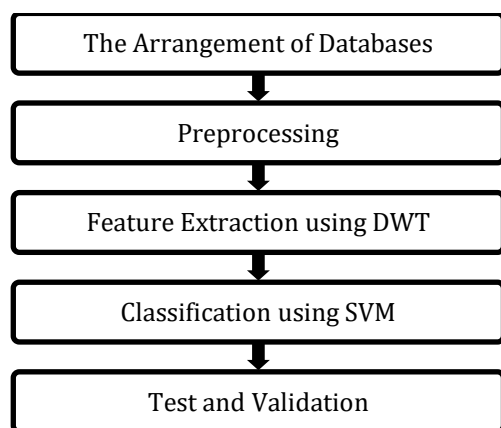 The Arrangement of Databases
Preprocessing
Feature Extraction using DWT
Classification using SVM
Test and Validation